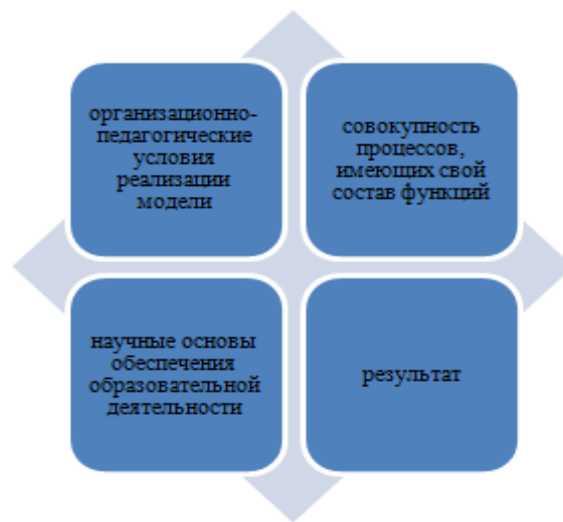 организационно-
педагогические
условия
реализации
модели
совокупность
процессов,
имеющих свой
состав функций
научные основы
обеспечения
образовательной
деятельности
результат